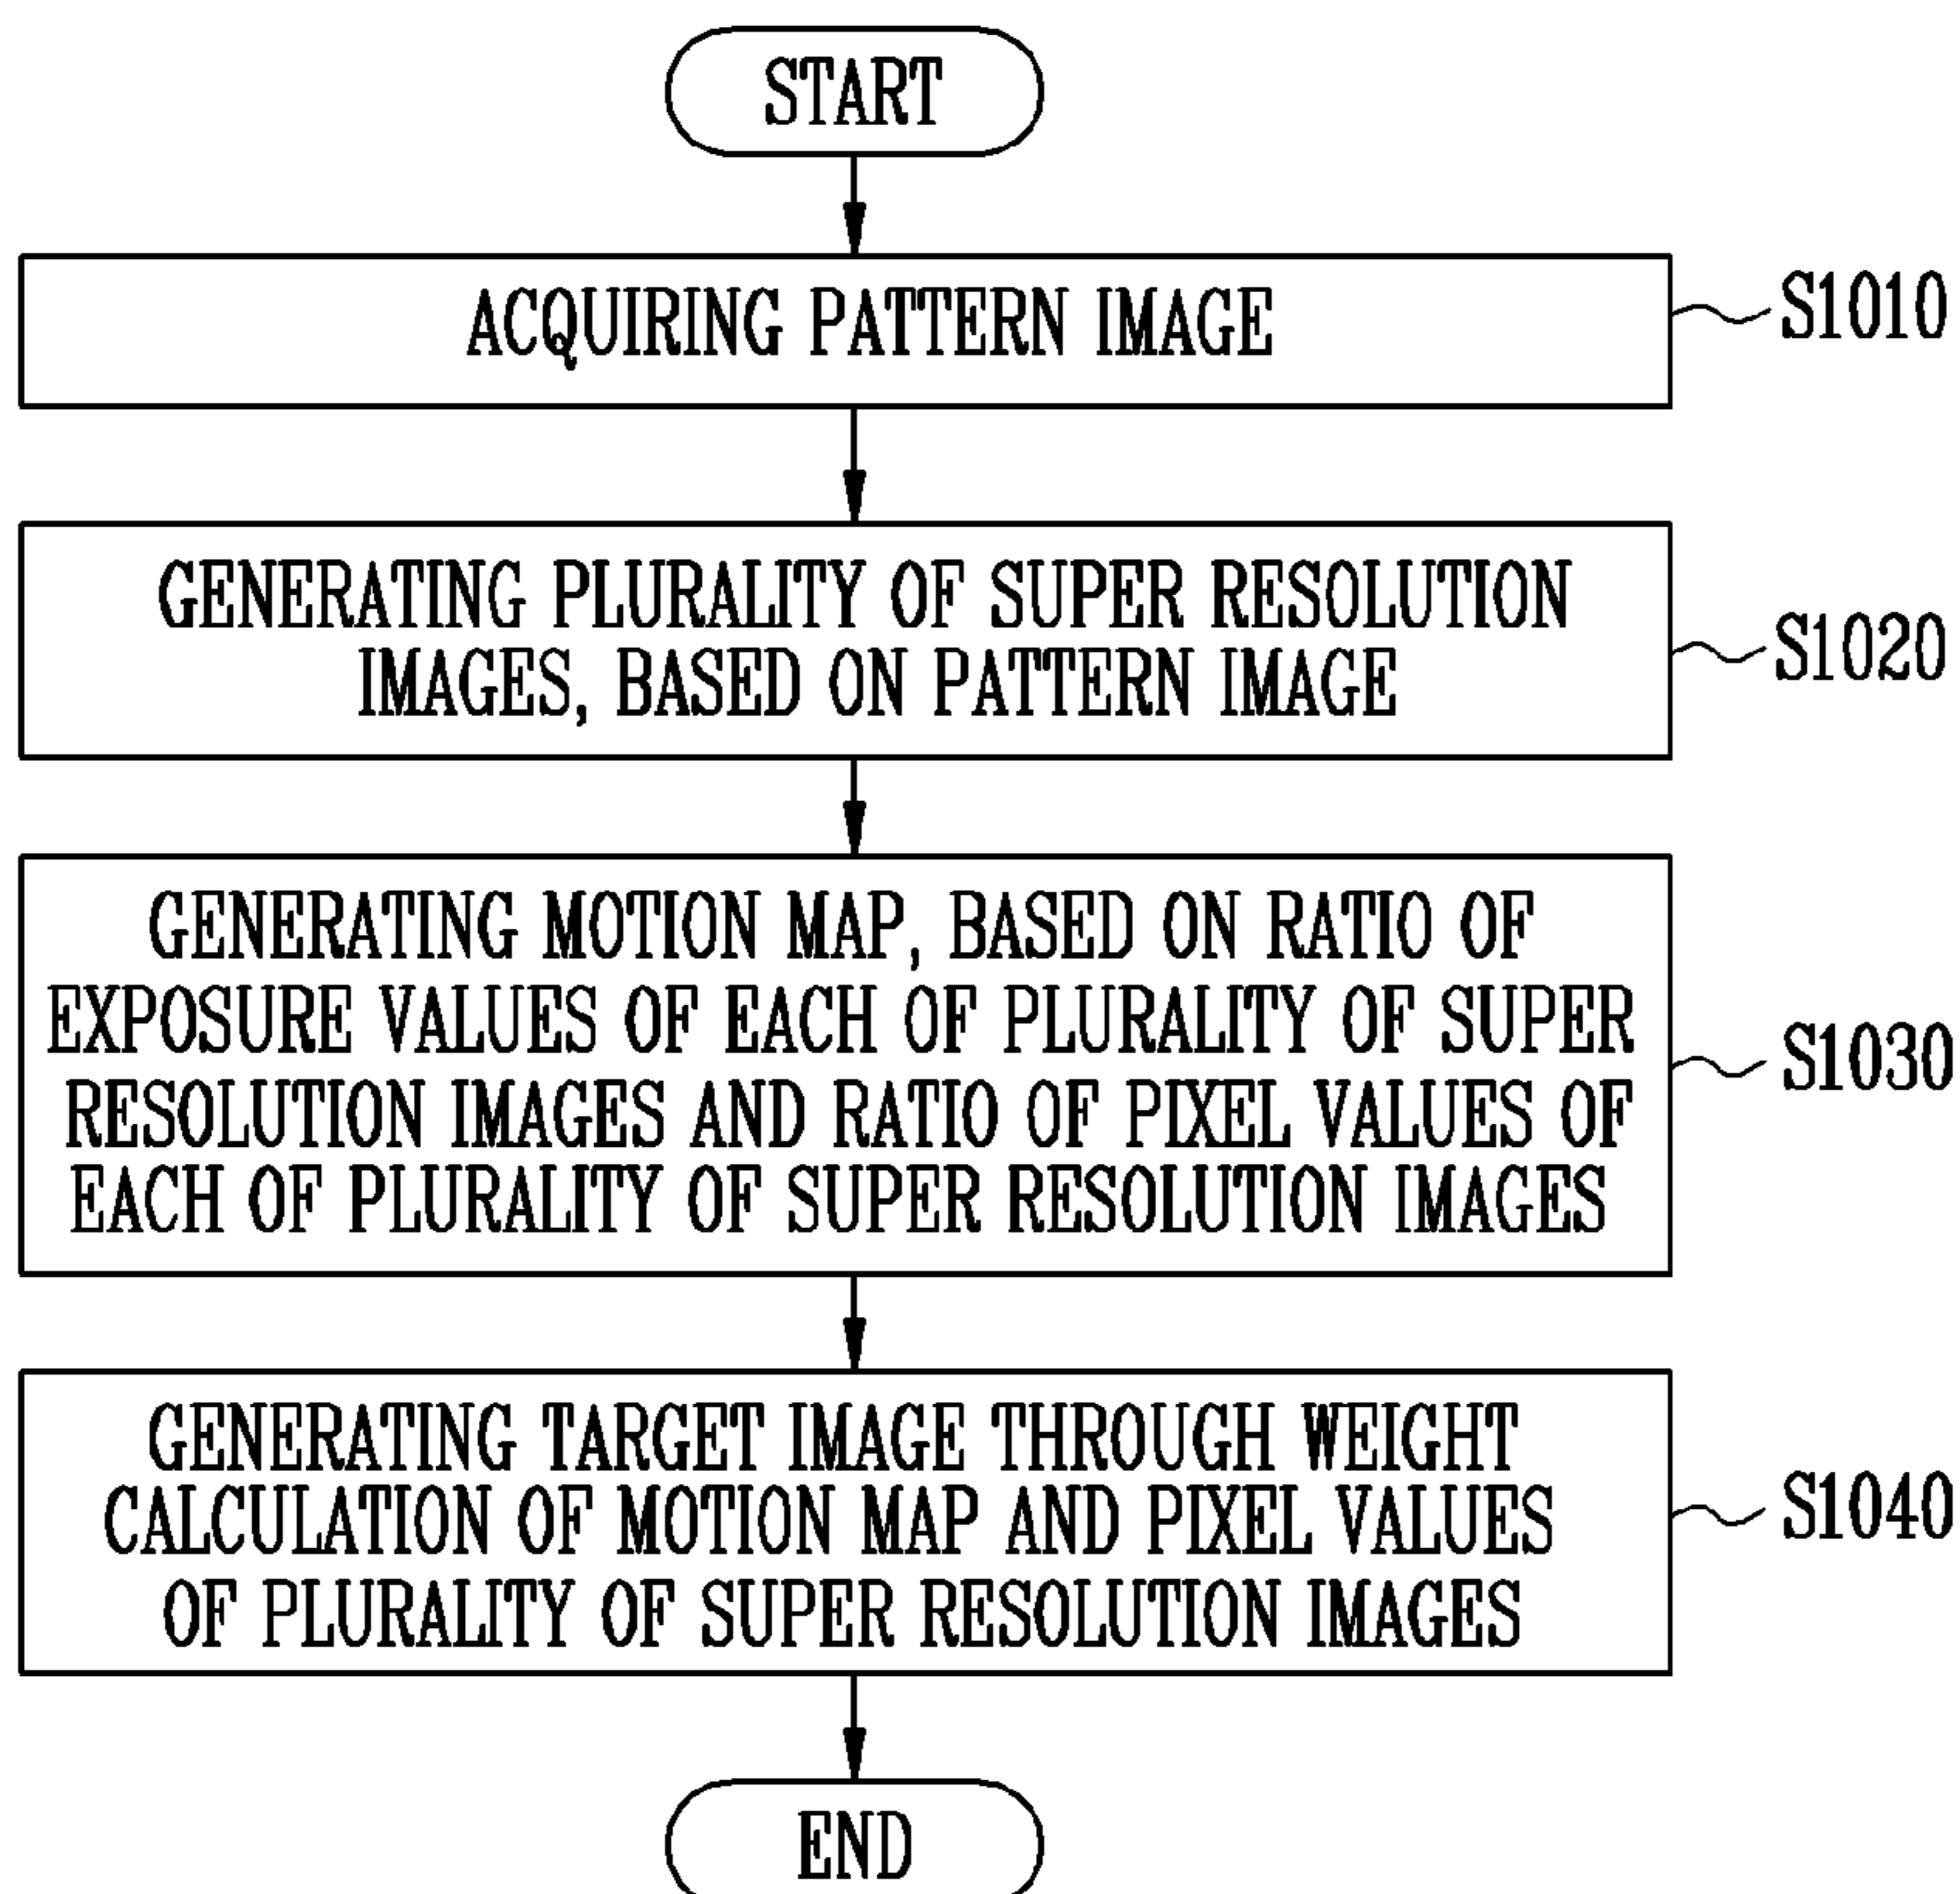 START
ACQUIRING PATTERN IMAGE
S1010
GENERATING PLURALITY OF SUPER RESOLUTION
IMAGES, BASED ON PATTERN IMAGE
S1020
GENERATING MOTION MAP, BASED ON RATIO OF
EXPOSURE VALUES OF EACH OF PLURALITY OF SUPER
RESOLUTION IMAGES AND RATIO OF PIXEL VALUES OF
EACH OF PLURALITY OF SUPER RESOLUTION IMAGES
S1030
GENERATING TARGET IMAGE THROUGH WEIGHT
CALCULATION OF MOTION MAP AND PIXEL VALUES
OF PLURALITY OF SUPER RESOLUTION IMAGES
S1040
END